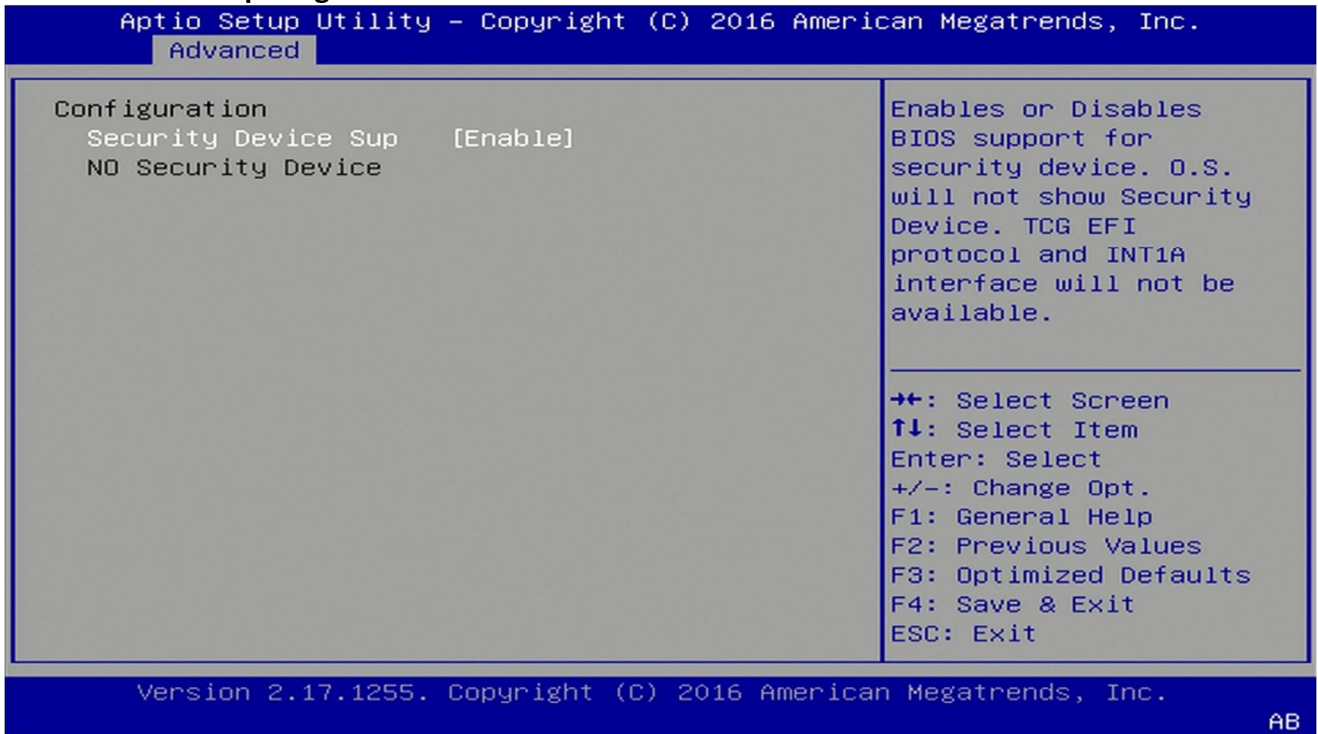 Aptio Setup Utility – Copyright (C) 2016 American Megatrends, Inc.
Advanced
Configuration
Security Device Sup [Enable]
NO Security Device
Enables or Disables
BIOS support for
security device. O.S.
will not show Security
Device. TCG EFI
protocol and INT1A
interface will not be
available.
→←: Select Screen
↑↓: Select Item
Enter: Select
+/-: Change Opt.
F1: General Help
F2: Previous Values
F3: Optimized Defaults
F4: Save & Exit
ESC: Exit
Version 2.17.1255. Copyright (C) 2016 American Megatrends, Inc.
AB